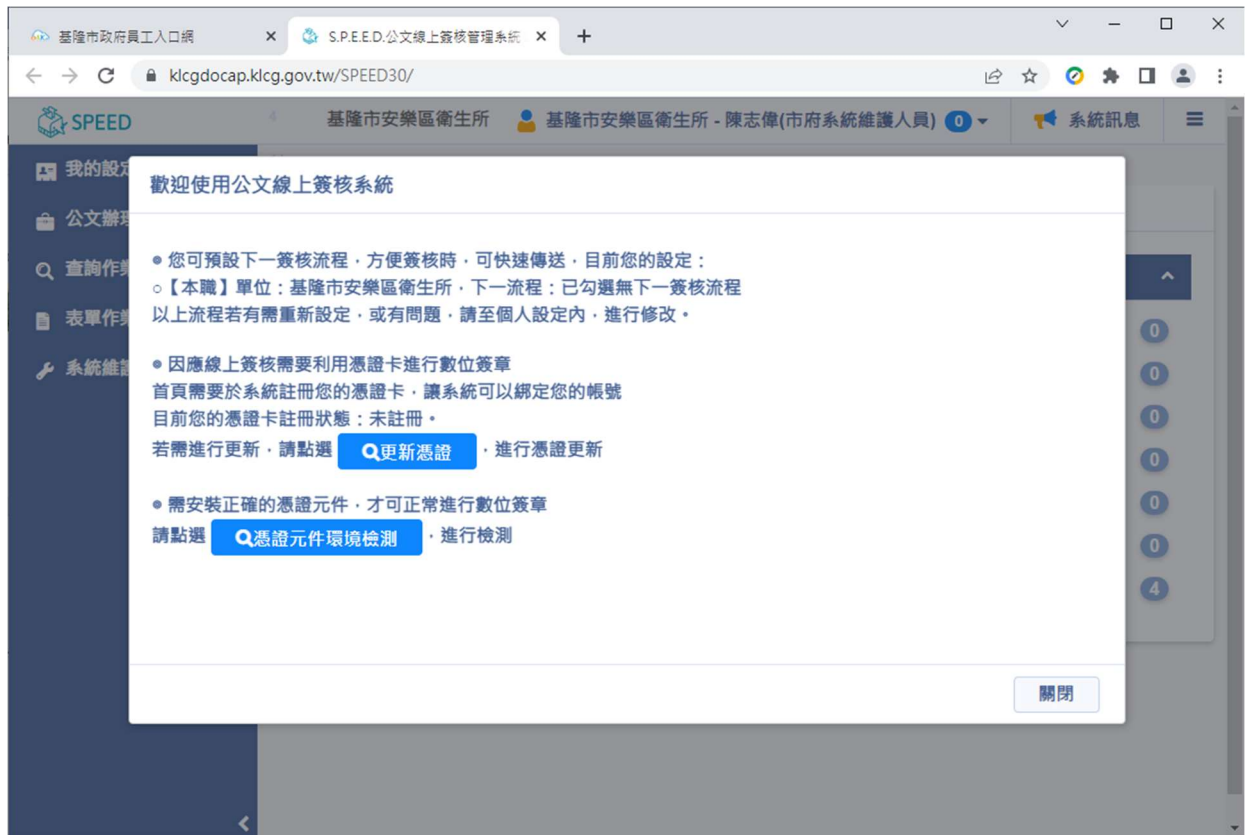 基隆市政府員工入口網
S.P.E.E.D.公文線上簽核管理系統
klcgdocap.klcg.gov.tw/SPEED30/
SPEED
4
基隆市安樂區衛生所
基隆市安樂區衛生所 - 陳志偉(市府系統維護人員) 0
系統訊息
我的設定
公文辦理
查詢作業
表單作業
系統維護
歡迎使用公文線上簽核系統
● 您可預設下一簽核流程，方便簽核時，可快速傳送，目前您的設定：
○【本職】單位：基隆市安樂區衛生所，下一流程：已勾選無下一簽核流程
以上流程若有需重新設定，或有問題，請至個人設定內，進行修改。
● 因應線上簽核需要利用憑證卡進行數位簽章
首頁需要於系統註冊您的憑證卡，讓系統可以綁定您的帳號
目前您的憑證卡註冊狀態：未註冊。
若需進行更新，請點選 更新憑證 ，進行憑證更新
● 需安裝正確的憑證元件，才可正常進行數位簽章
請點選 憑證元件環境檢測 ，進行檢測
0
0
0
0
0
0
4
關閉